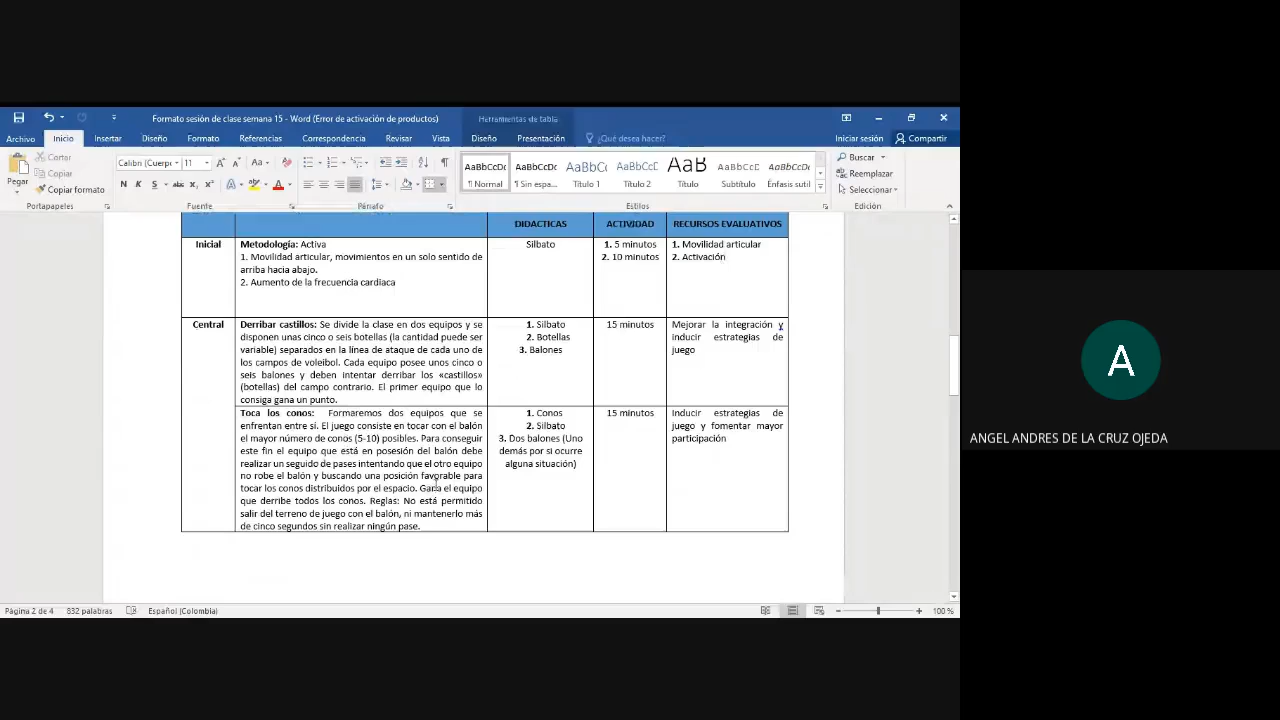 Formato sesión de clase semana 15 - Word (Error de activación de productos)
Herramientas de tabla
Archivo Inicio Insertar Diseño Formato Referencias Correspondencia Revisar Vista Diseño Presentación ¿Qué desea hacer? Iniciar sesión Compartir
Pegar
Cortar
Copiar
Copiar formato
Portapapeles
Calibri (Cuerp 11
N K S abc x₂ x²
Fuente
Párrafo
AaBbCcDc AaBbCcDc AaBbCc AaBbCcC AaB AaBbCcC AaBbCcDc
¶ Normal ¶ Sin espa... Título 1 Título 2 Título Subtítulo Énfasis sutil
Estilos
Buscar
Reemplazar
Seleccionar
Edición
DIDACTICAS ACTIVIDAD RECURSOS EVALUATIVOS
Inicial
Metodología: Activa
1. Movilidad articular, movimientos en un solo sentido de
arriba hacia abajo.
2. Aumento de la frecuencia cardiaca
Silbato
1. 5 minutos
2. 10 minutos
1. Movilidad articular
2. Activación
Central
Derribar castillos: Se divide la clase en dos equipos y se
disponen unas cinco o seis botellas (la cantidad puede ser
variable) separados en la línea de ataque de cada uno de
los campos de voleibol. Cada equipo posee unos cinco o
seis balones y deben intentar derribar los «castillos»
(botellas) del campo contrario. El primer equipo que lo
consiga gana un punto.
1. Silbato
2. Botellas
3. Balones
15 minutos
Mejorar la integración y
inducir estrategias de
juego
Toca los conos: Formaremos dos equipos que se
enfrentan entre sí. El juego consiste en tocar con el balón
el mayor número de conos (5-10) posibles. Para conseguir
este fin el equipo que está en posesión del balón debe
realizar un seguido de pases intentando que el otro equipo
no robe el balón y buscando una posición favorable para
tocar los conos distribuidos por el espacio. Gana el equipo
que derribe todos los conos. Reglas: No está permitido
salir del terreno de juego con el balón, ni mantenerlo más
de cinco segundos sin realizar ningún pase.
1. Conos
2. Silbato
3. Dos balones (Uno
demás por si ocurre
alguna situación)
15 minutos
Inducir estrategias de
juego y fomentar mayor
participación
Página 2 de 4 832 palabras Español (Colombia) 100 %
A
ANGEL ANDRES DE LA CRUZ OJEDA